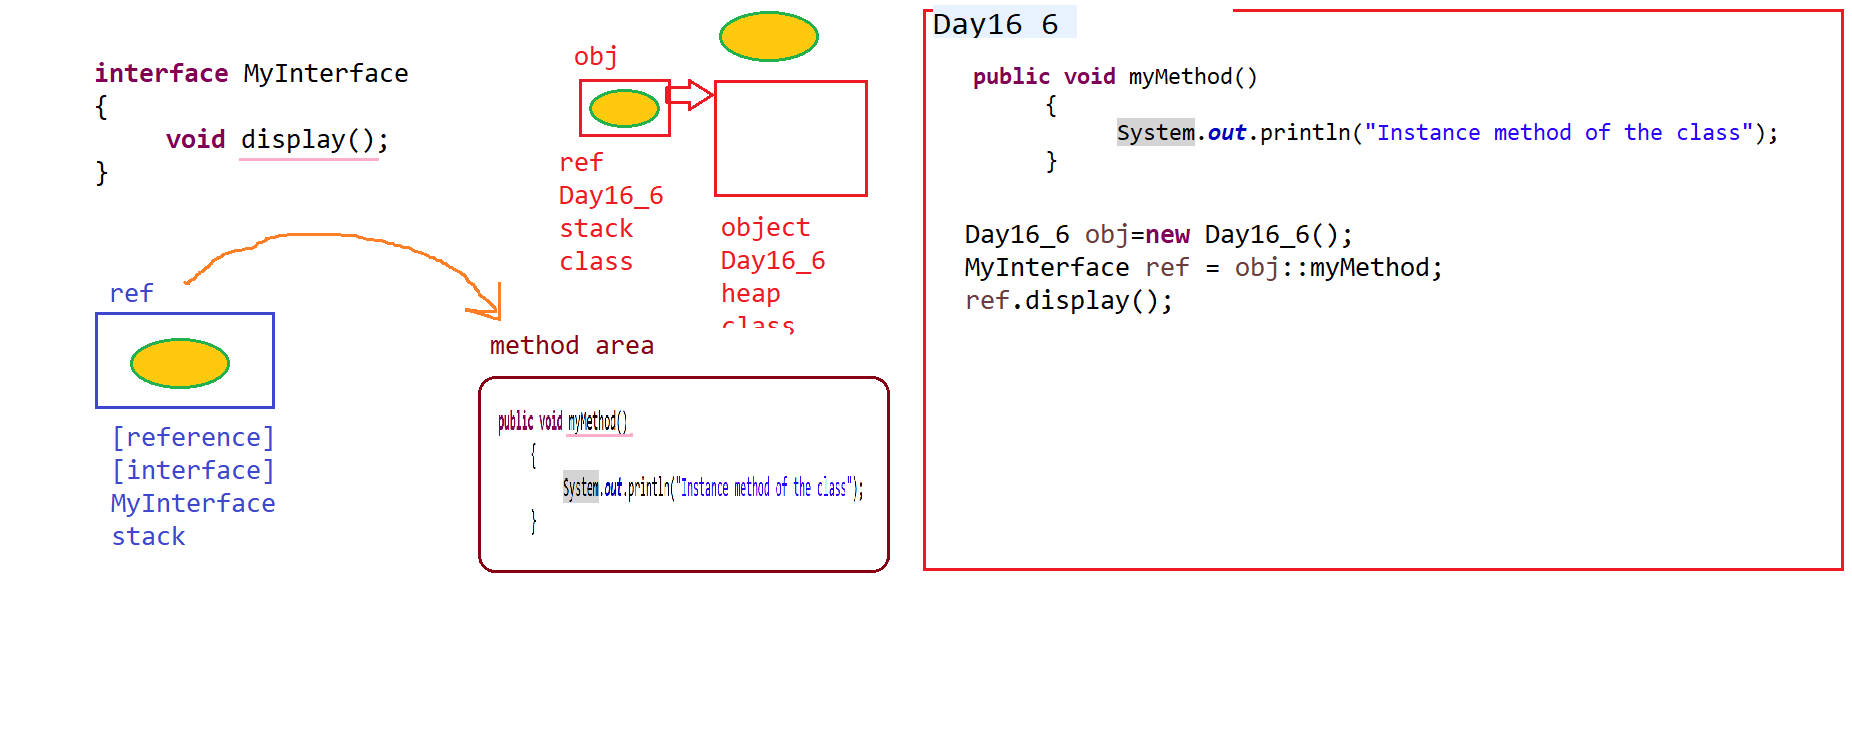 interface MyInterface
{
void display();
}
obj
ref
Day16_6
stack
class
object
Day16_6
heap
class
ref
[reference]
[interface]
MyInterface
stack
method area
public void myMethod()
{
System.out.println("Instance method of the class");
}
Day16 6
public void myMethod()
{
System.out.println("Instance method of the class");
}
Day16_6 obj=new Day16_6();
MyInterface ref = obj::myMethod;
ref.display();